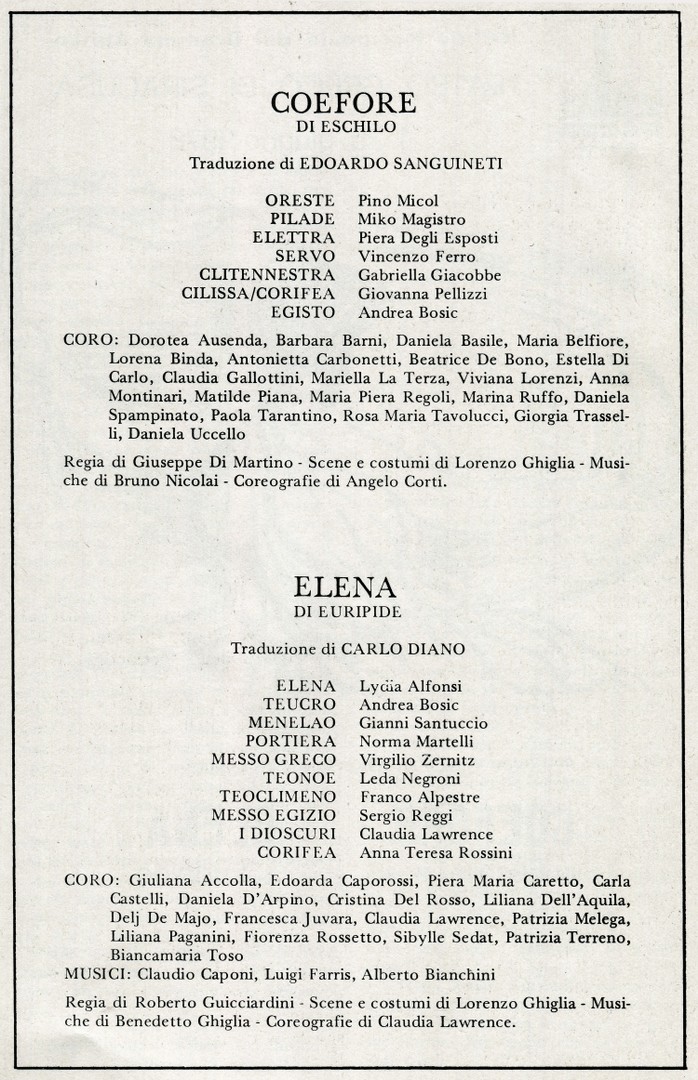 COEFORE
DI ESCHILO
Traduzione di EDOARDO SANGUINETI
ORESTE Pino Micol
PILADE Miko Magistro
ELETTRA Piera Degli Esposti
SERVO Vincenzo Ferro
CLITENNESTRA Gabriella Giacobbe
CILISSA/CORIFEA Giovanna Pellizzi
EGISTO Andrea Bosic
CORO: Dorotea Ausenda, Barbara Barni, Daniela Basile, Maria Belfiore,
Lorena Binda, Antonietta Carbonetti, Beatrice De Bono, Estella Di
Carlo, Claudia Gallottini, Mariella La Terza, Viviana Lorenzi, Anna
Montinari, Matilde Piana, Maria Piera Regoli, Marina Ruffo, Daniela
Spampinato, Paola Tarantino, Rosa Maria Tavolucci, Giorgia Trassel-
li, Daniela Uccello
Regia di Giuseppe Di Martino - Scene e costumi di Lorenzo Ghiglia - Musi-
che di Bruno Nicolai - Coreografie di Angelo Corti.
ELENA
DI EURIPIDE
Traduzione di CARLO DIANO
ELENA Lydia Alfonsi
TEUCRO Andrea Bosic
MENELAO Gianni Santuccio
PORTIERA Norma Martelli
MESSO GRECO Virgilio Zernitz
TEONOE Leda Negroni
TEOCLIMENO Franco Alpestre
MESSO EGIZIO Sergio Reggi
I DIOSCURI Claudia Lawrence
CORIFEA Anna Teresa Rossini
CORO: Giuliana Accolla, Edoarda Caporossi, Piera Maria Caretto, Carla
Castelli, Daniela D'Arpino, Cristina Del Rosso, Liliana Dell'Aquila,
Delj De Majo, Francesca Juvara, Claudia Lawrence, Patrizia Melega,
Liliana Paganini, Fiorenza Rossetto, Sibylle Sedat, Patrizia Terreno,
Biancamaria Toso
MUSICI: Claudio Caponi, Luigi Farris, Alberto Bianchini
Regia di Roberto Guicciardini - Scene e costumi di Lorenzo Ghiglia - Musi-
che di Benedetto Ghiglia - Coreografie di Claudia Lawrence.